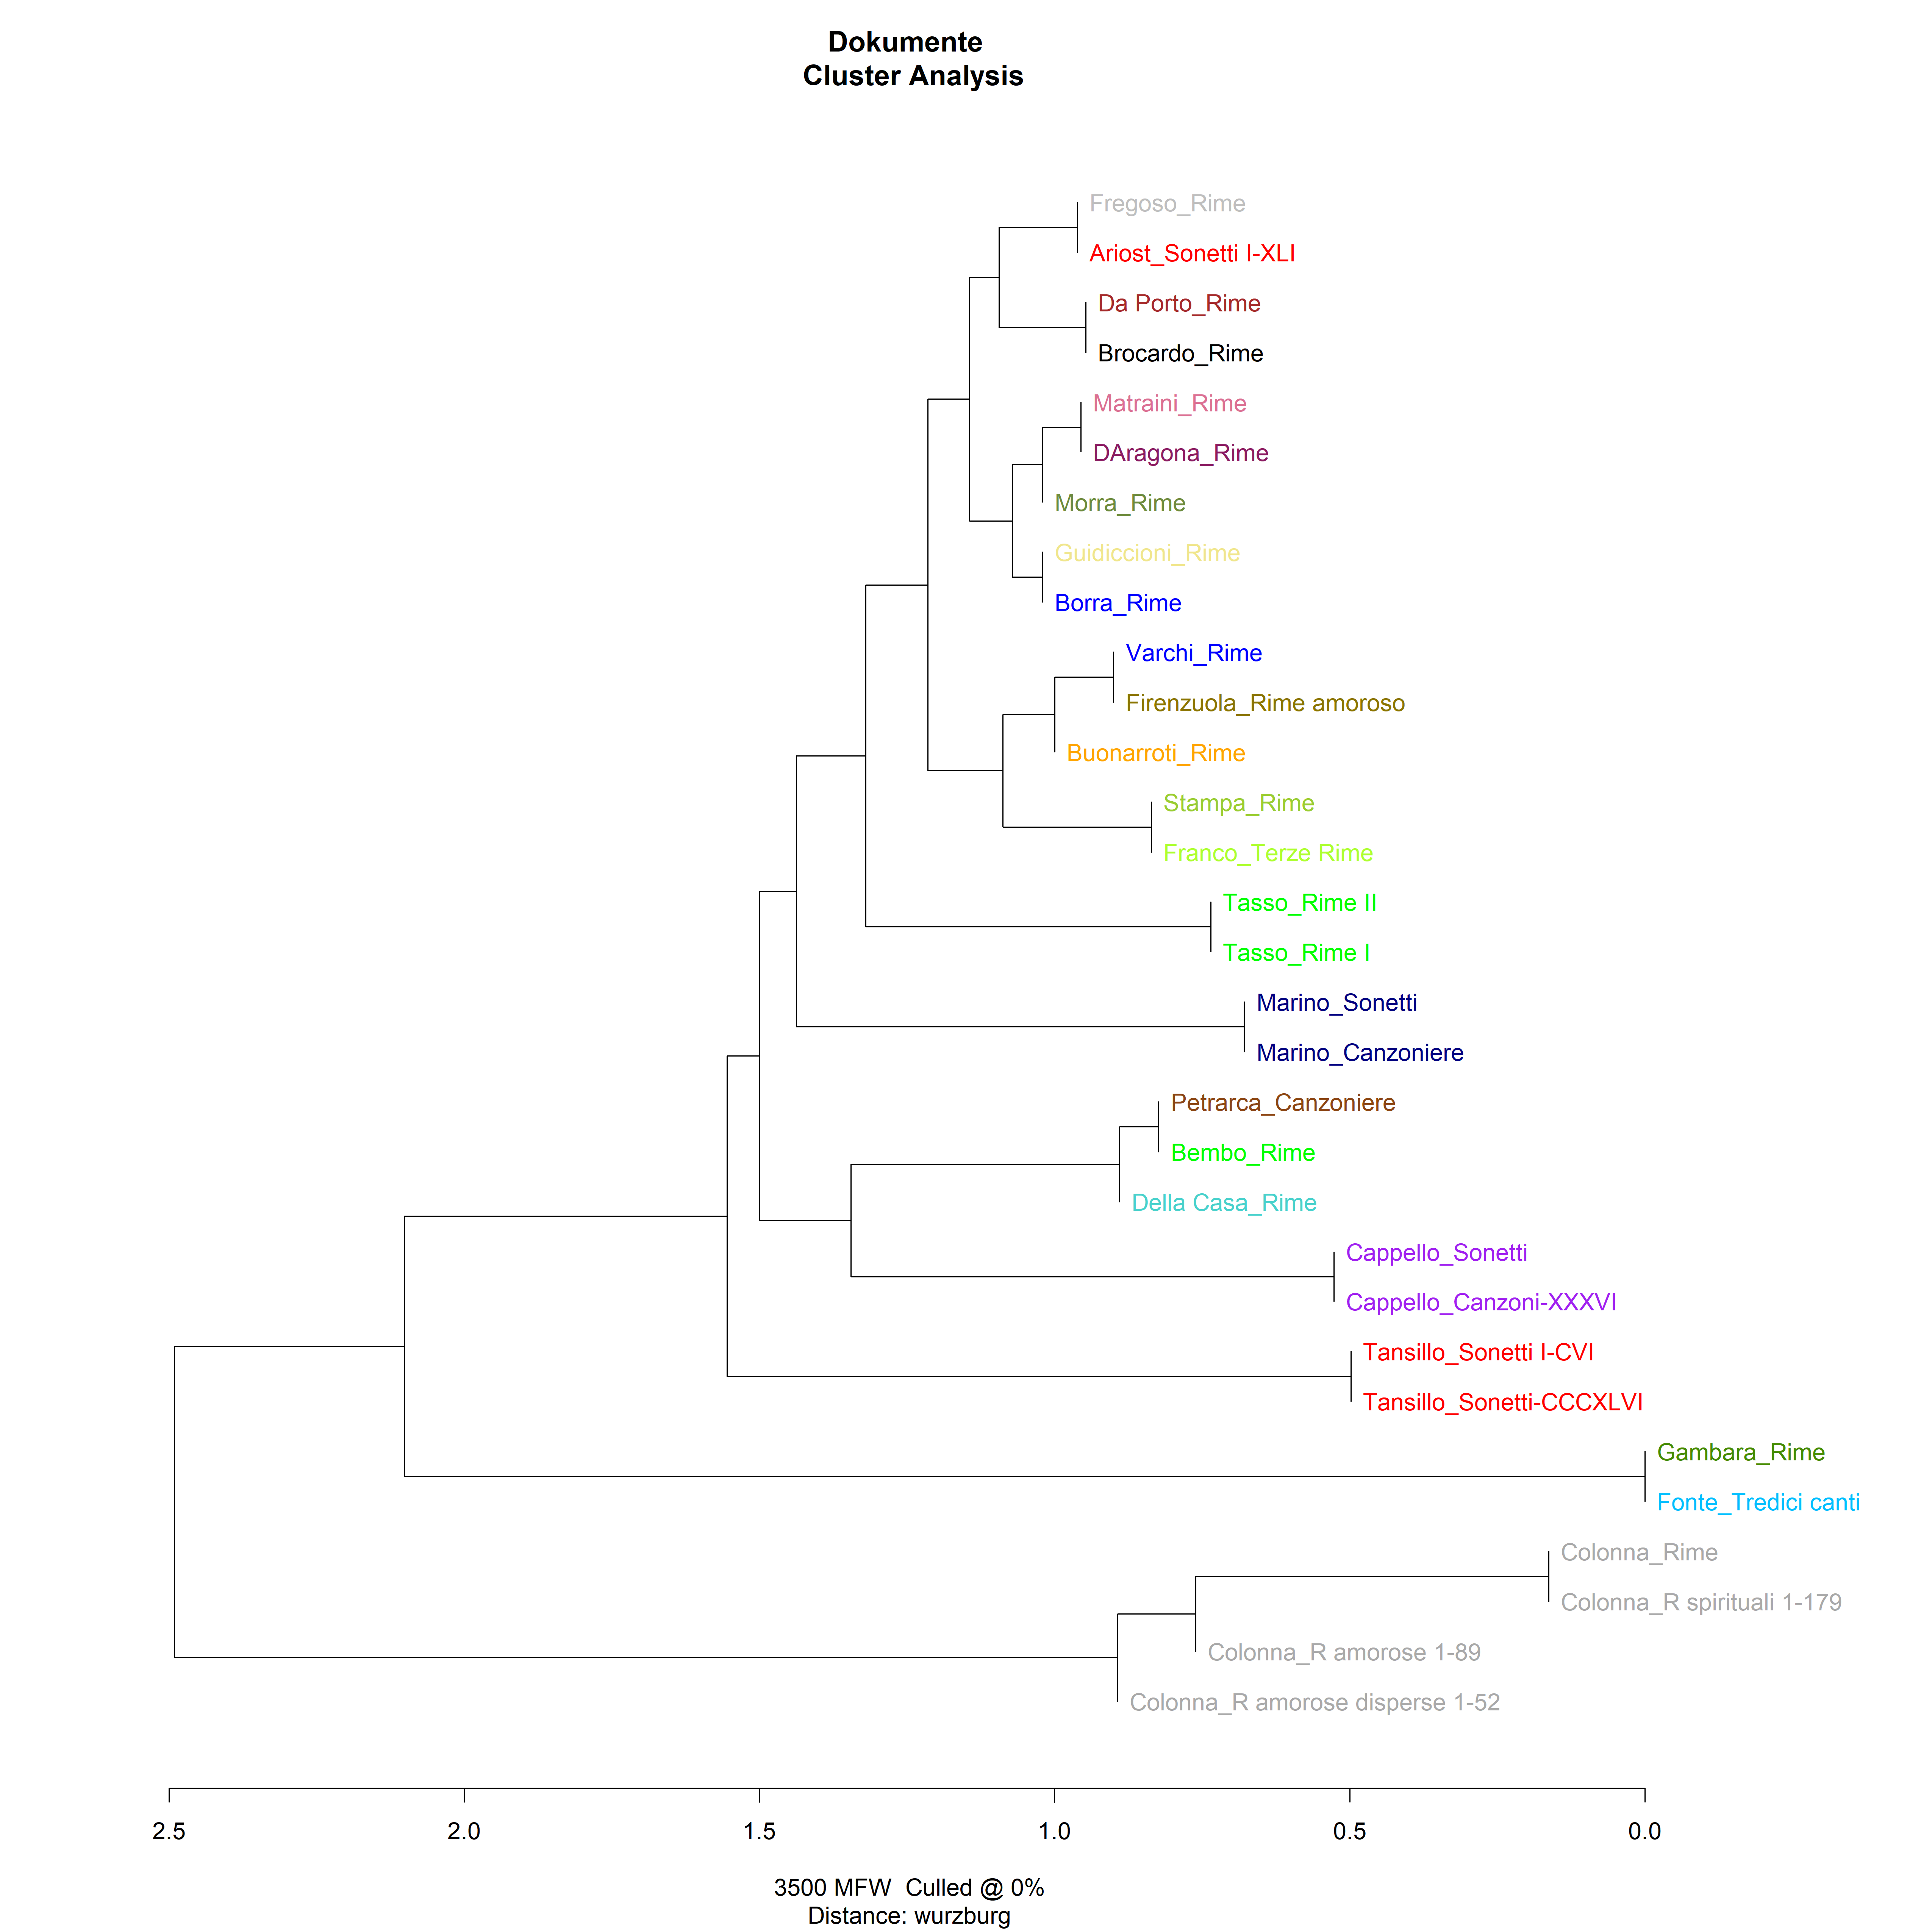 Dokumente
Cluster Analysis
Fregoso_Rime
Ariost_Sonetti I-XLI
Da Porto_Rime
Brocardo_Rime
Matraini_Rime
DAragona_Rime
Morra_Rime
Guidiccioni_Rime
Borra_Rime
Varchi_Rime
Firenzuola_Rime amoroso
Buonarroti_Rime
Stampa_Rime
Franco_Terze Rime
Tasso_Rime II
Tasso_Rime I
Marino_Sonetti
Marino_Canzoniere
Petrarca_Canzoniere
Bembo_Rime
Della Casa_Rime
Cappello_Sonetti
Cappello_Canzoni-XXXVI
Tansillo_Sonetti I-CVI
Tansillo_Sonetti-CCCXLVI
Gambara_Rime
Fonte_Tredici canti
Colonna_Rime
Colonna_R spirituali 1-179
Colonna_R amorose 1-89
Colonna_R amorose disperse 1-52
2.5 2.0 1.5 1.0 0.5 0.0
3500 MFW  Culled @ 0%
Distance: wurzburg